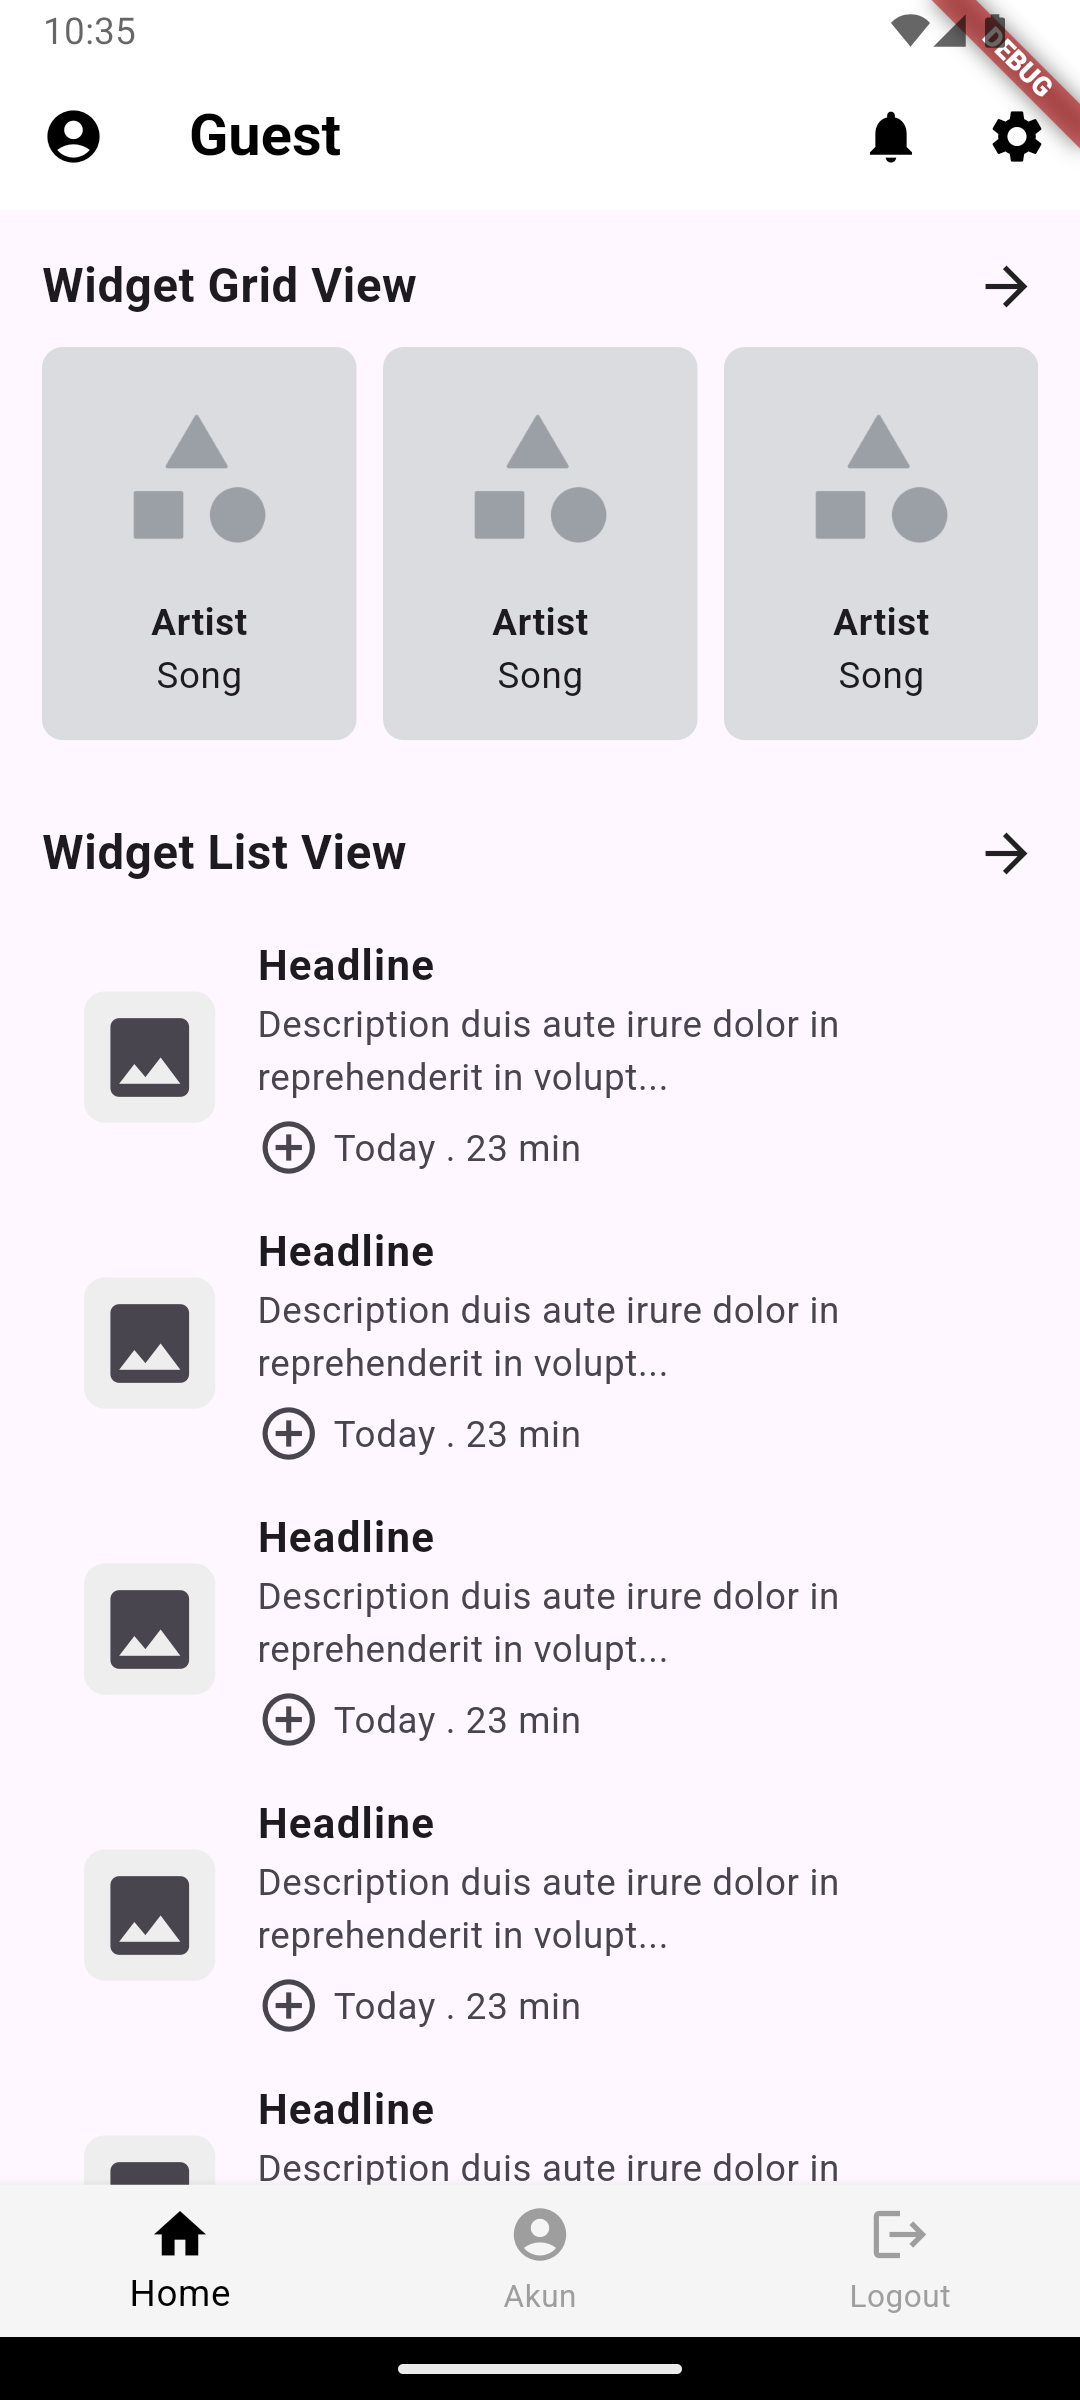 10:35
DEBUG
Guest
Widget Grid View
Artist
Song
Artist
Song
Artist
Song
Widget List View
Headline
Description duis aute irure dolor in
reprehenderit in volupt...
Today . 23 min
Headline
Description duis aute irure dolor in
reprehenderit in volupt...
Today . 23 min
Headline
Description duis aute irure dolor in
reprehenderit in volupt...
Today . 23 min
Headline
Description duis aute irure dolor in
reprehenderit in volupt...
Today . 23 min
Headline
Description duis aute irure dolor in
Home
Akun
Logout